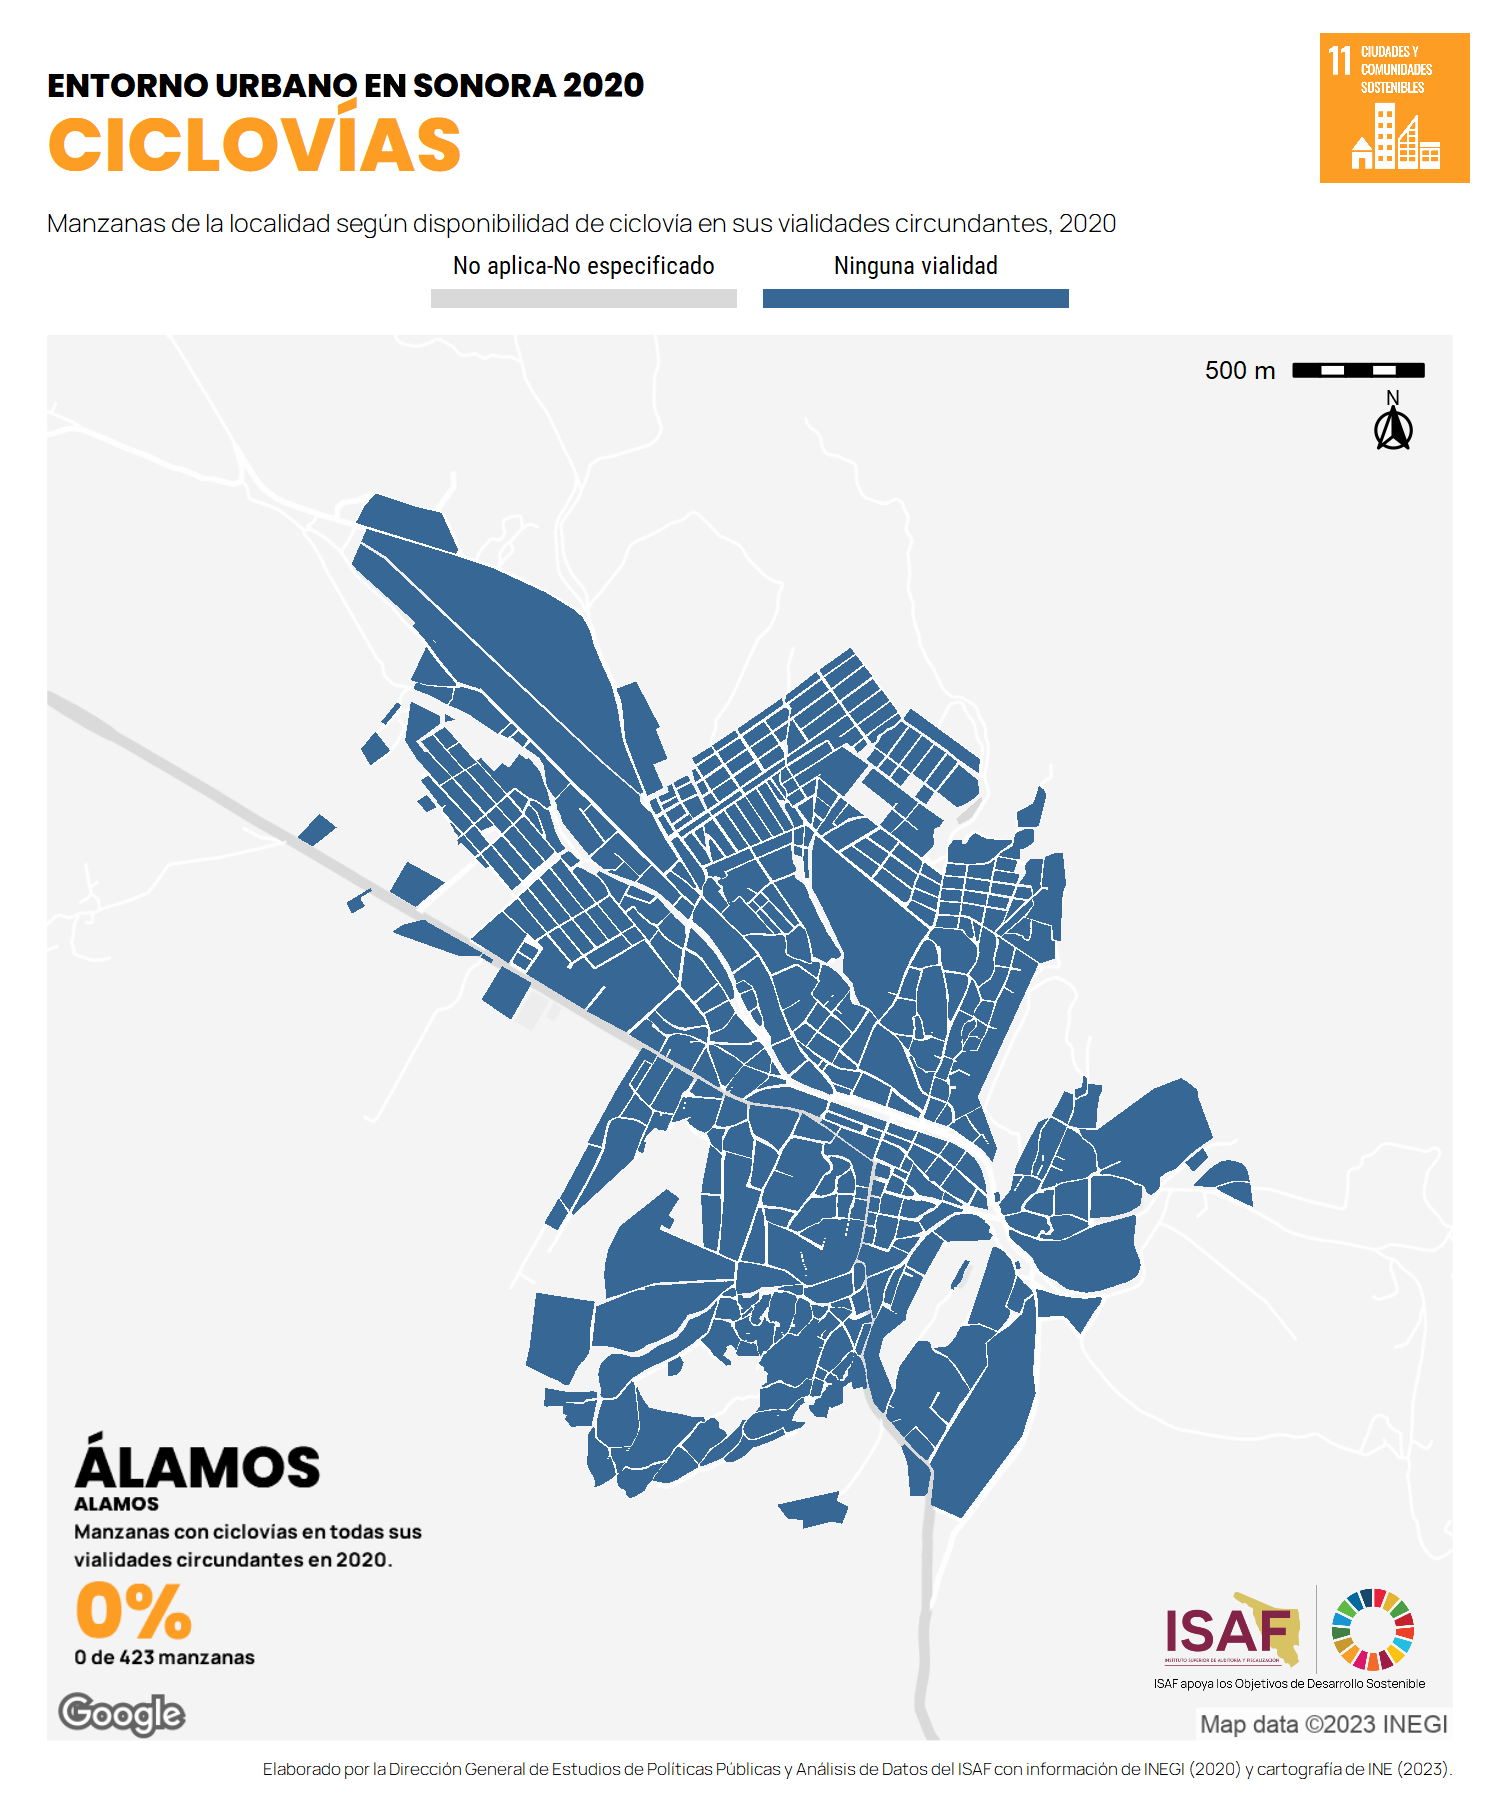 ENTORNO URBANO EN SONORA 2020
CICLOVÍAS
11 CIUDADES Y
COMUNIDADES
SOSTENIBLES
Manzanas de la localidad según disponibilidad de ciclovía en sus vialidades circundantes, 2020
No aplica-No especificado
Ninguna vialidad
500 m
N
ÁLAMOS
ALAMOS
Manzanas con ciclovias en todas sus
vialidades circundantes en 2020.
0%
0 de 423 manzanas
Google
ISAF
INSTITUTO SUPERIOR DE AUDITORÍA Y FISCALIZACIÓN
ISAF apoya los Objetivos de Desarrollo Sostenible
Map data ©2023 INEGI
Elaborado por la Dirección General de Estudios de Políticas Públicas y Análisis de Datos del ISAF con información de INEGI (2020) y cartografía de INE (2023).